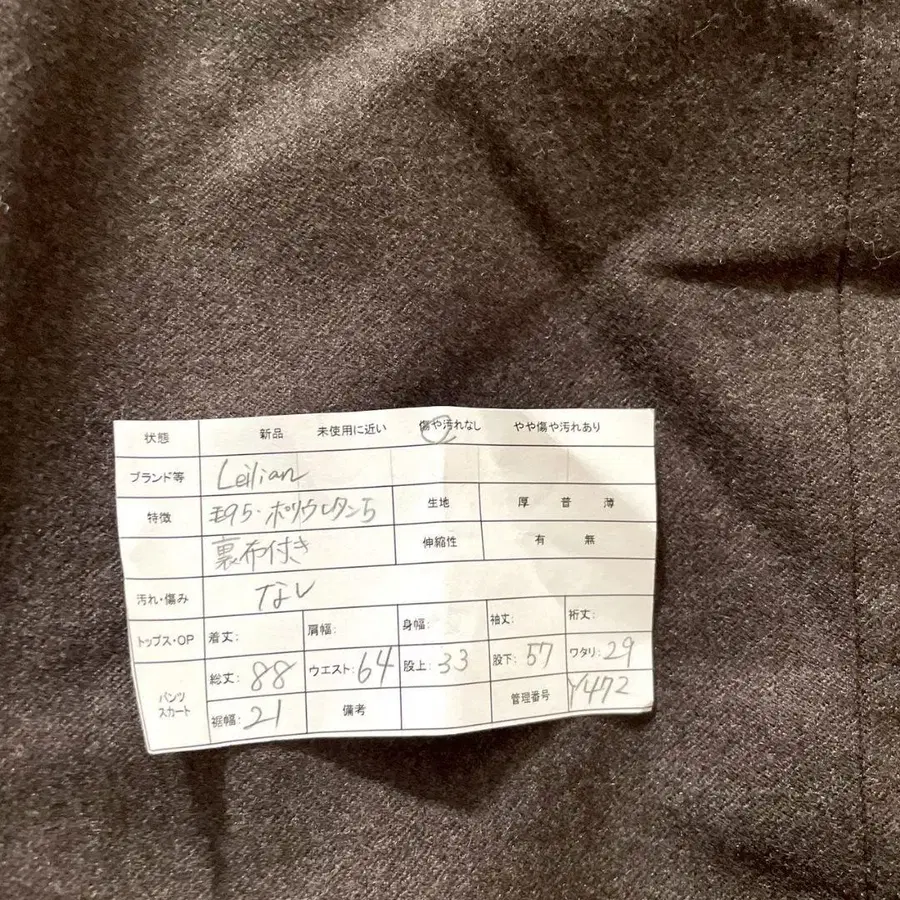 状態 新品 未使用に近い 傷や汚れなし やや傷や汚れあり
ブランド等 Leilian
特徴 毛95・ポリウレタン5 生地 厚 普 薄
裏布付き 伸縮性 有 無
汚れ・傷み なし
トップス・OP 着丈: 肩幅: 身幅: 袖丈: 裄丈:
パンツ スカート 総丈: 88 ウエスト: 64 股上: 33 股下: 57 ワタリ: 29
裾幅: 21 備考 管理番号 Y472